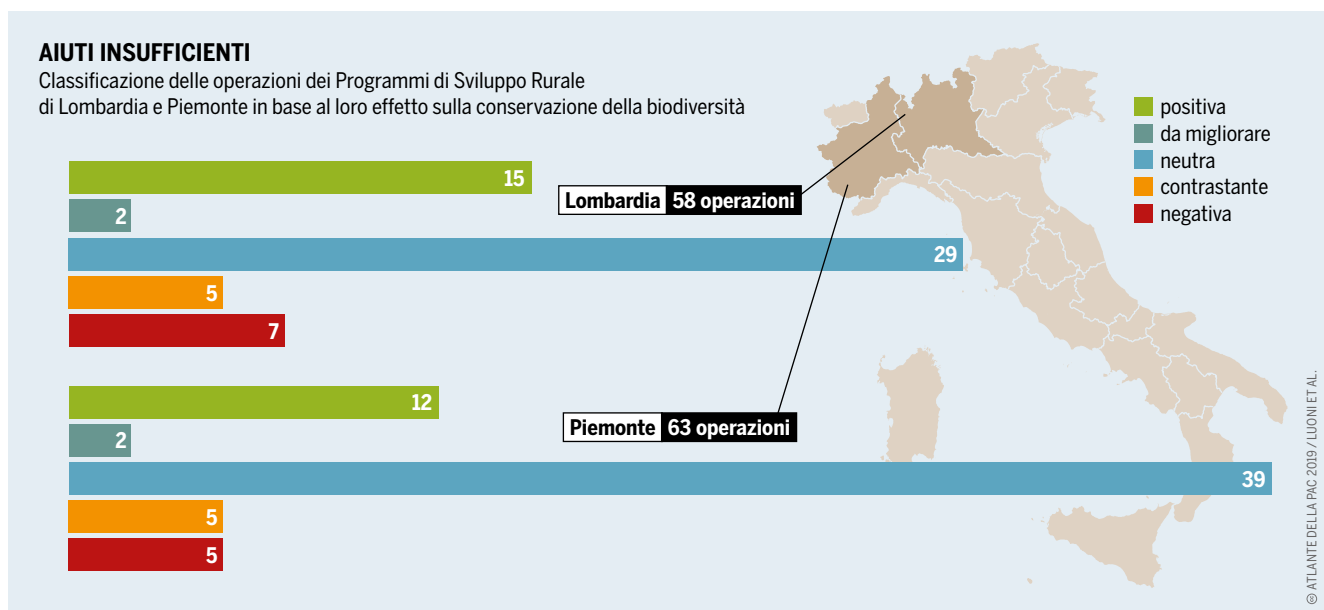 AIUTI INSUFFICIENTI
Classificazione delle operazioni dei Programmi di Sviluppo Rurale
di Lombardia e Piemonte in base al loro effetto sulla conservazione della biodiversità
positiva
da migliorare
neutra
contrastante
negativa
15
2
29
5
7
Lombardia 58 operazioni
12
2
39
5
5
Piemonte 63 operazioni
© ATLANTE DELLA PAC 2019 / LUONI ET AL.